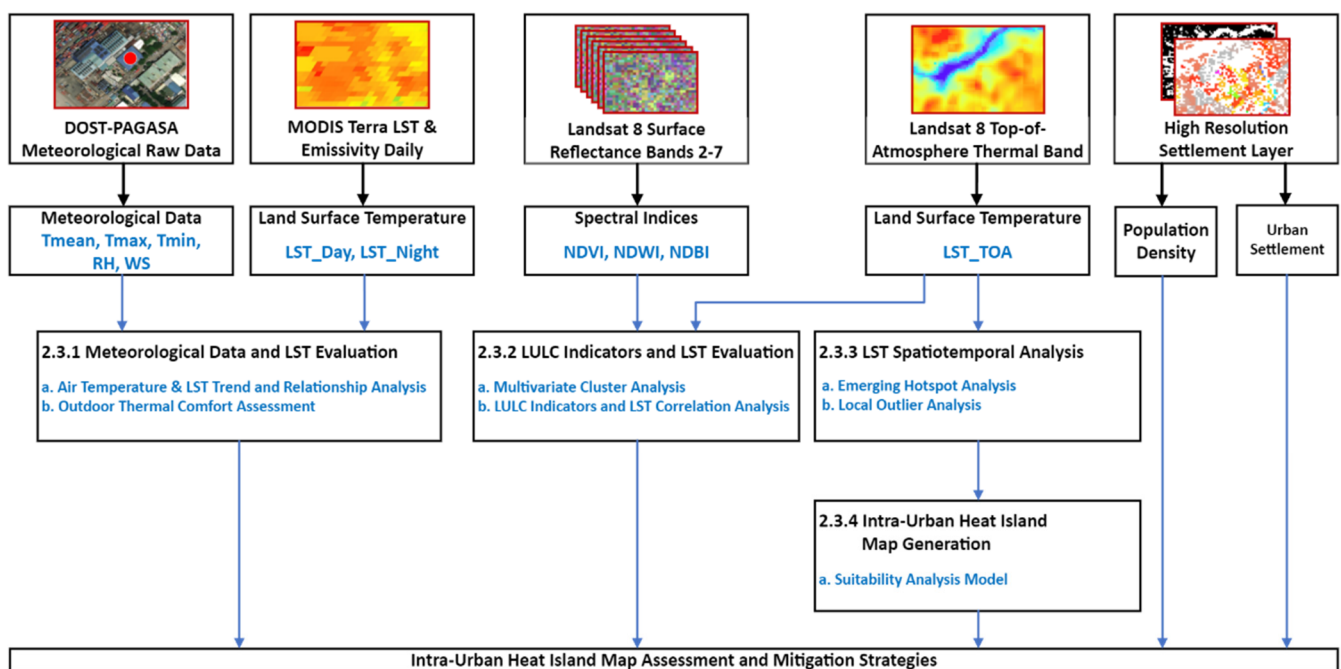 DOST-PAGASA
Meteorological Raw Data
MODIS Terra LST &
Emissivity Daily
Landsat 8 Surface
Reflectance Bands 2-7
Landsat 8 Top-of-
Atmosphere Thermal Band
High Resolution
Settlement Layer
Meteorological Data
Tmean, Tmax, Tmin,
RH, WS
Land Surface Temperature
LST_Day, LST_Night
Spectral Indices
NDVI, NDWI, NDBI
Land Surface Temperature
LST_TOA
Population
Density
Urban
Settlement
2.3.1 Meteorological Data and LST Evaluation
a. Air Temperature & LST Trend and Relationship Analysis
b. Outdoor Thermal Comfort Assessment
2.3.2 LULC Indicators and LST Evaluation
a. Multivariate Cluster Analysis
b. LULC Indicators and LST Correlation Analysis
2.3.3 LST Spatiotemporal Analysis
a. Emerging Hotspot Analysis
b. Local Outlier Analysis
2.3.4 Intra-Urban Heat Island
Map Generation
a. Suitability Analysis Model
Intra-Urban Heat Island Map Assessment and Mitigation Strategies